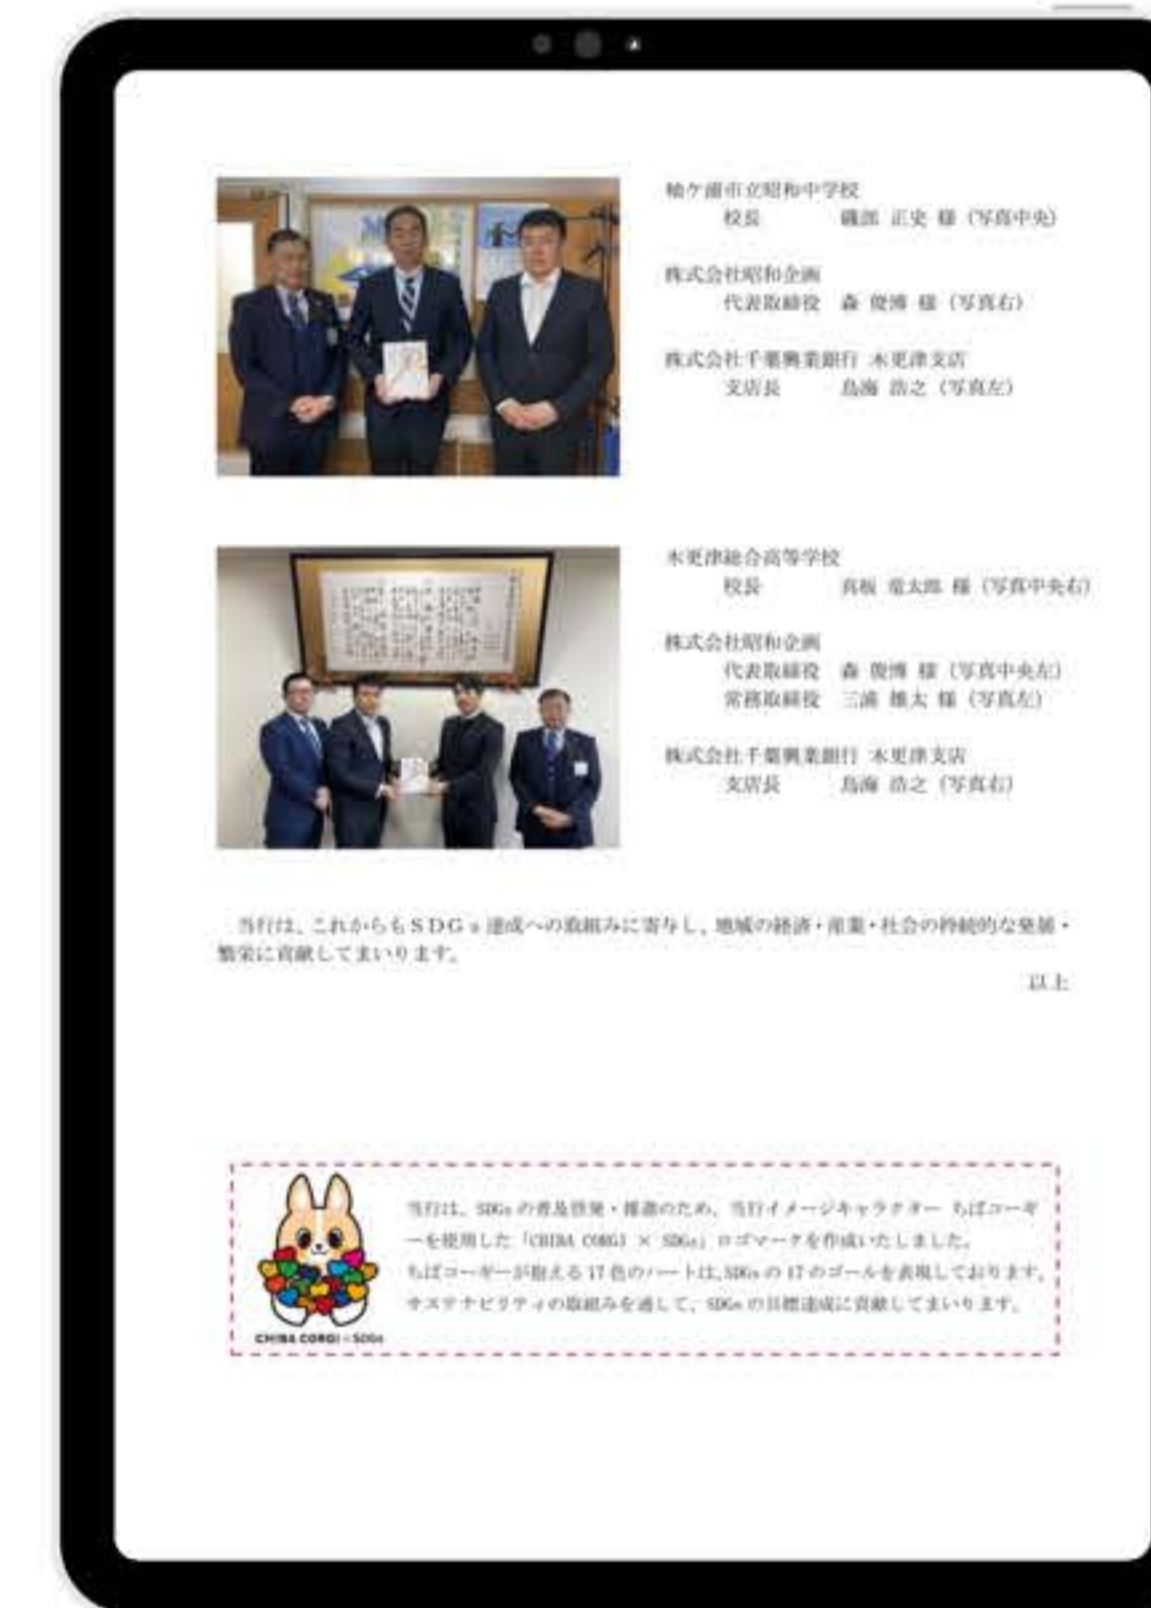 袖ケ浦市立昭和中学校
校長 磯部 正史 様（写真中央）
株式会社昭和企画
代表取締役 森 俊博 様（写真右）
株式会社千葉興業銀行 木更津支店
支店長 鳥海 浩之（写真左）
木更津総合高等学校
校長 真板 竜太郎 様（写真中央右）
株式会社昭和企画
代表取締役 森 俊博 様（写真中央左）
常務取締役 三浦 雄太 様（写真左）
株式会社千葉興業銀行 木更津支店
支店長 鳥海 浩之（写真右）
当行は、これからもＳＤＧｓ達成への取組みに寄与し、地域の経済・産業・社会の持続的な発展・
繁栄に貢献してまいります。
以上
当行は、SDGs の普及啓発・推進のため、当行イメージキャラクター ちばコーギ
ーを使用した「CHIBA CORGI × SDGs」ロゴマークを作成いたしました。
ちばコーギーが抱える 17 色のハートは、SDGs の 17 のゴールを表現しております。
サステナビリティの取組みを通して、SDGs の目標達成に貢献してまいります。
CHIBA CORGI × SDGs